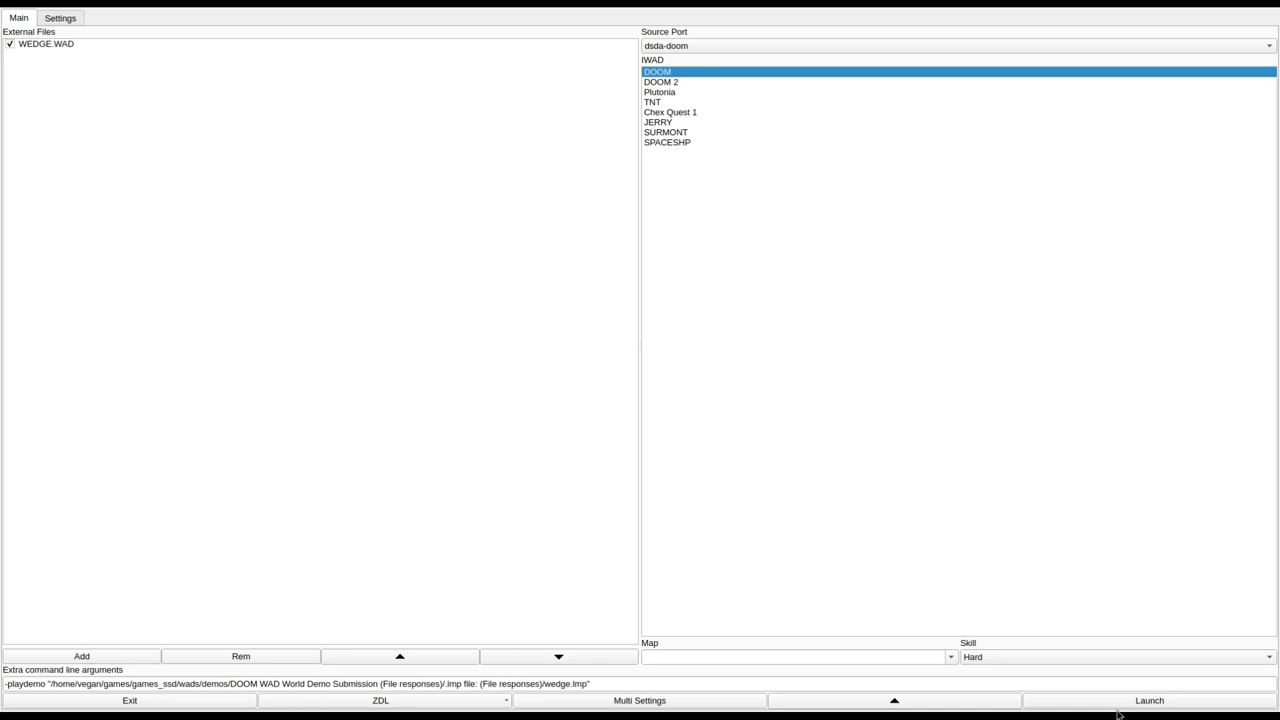 Main
Settings
External Files
WEDGE.WAD
Source Port
dsda-doom
IWAD
DOOM
DOOM 2
Plutonia
TNT
Chex Quest 1
JERRY
SURMONT
SPACESHP
Map
Skill
Hard
Add
Rem
Extra command line arguments
-playdemo "/home/vegan/games/games_ssd/wads/demos/DOOM WAD World Demo Submission (File responses)/.lmp file: (File responses)/wedge.lmp"
Exit
ZDL
Multi Settings
Launch